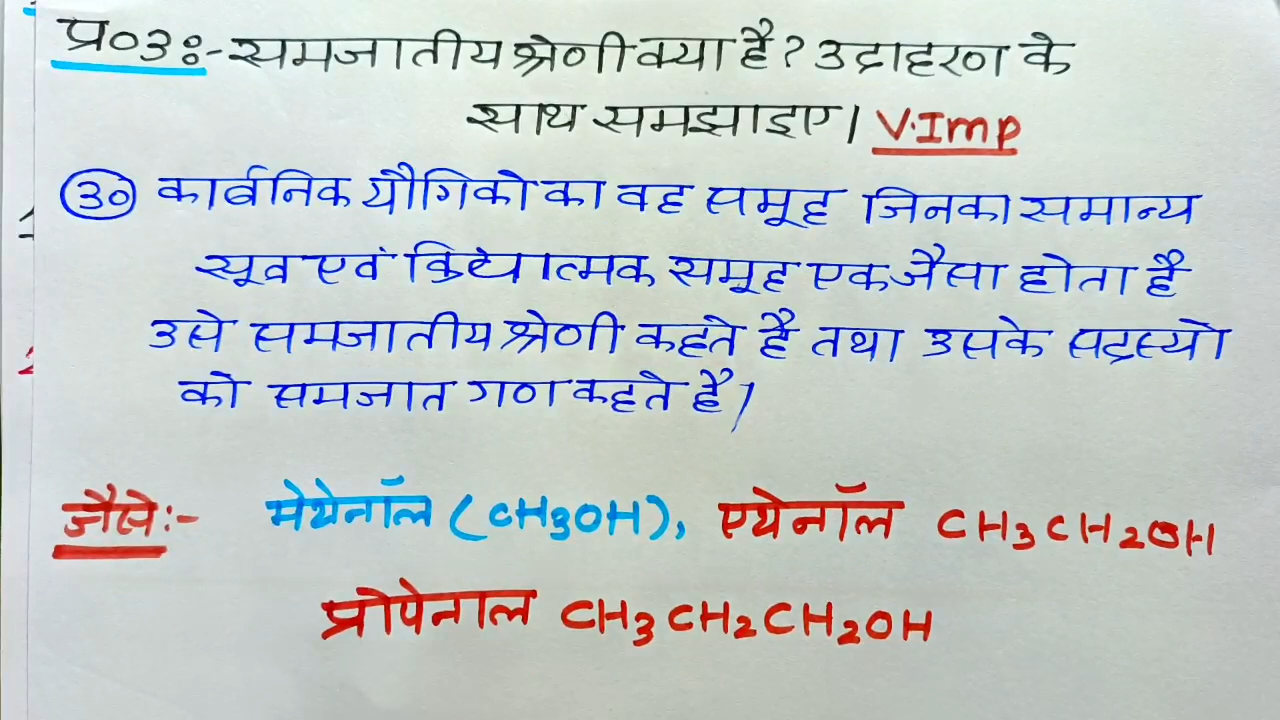 प्र०3:- समजातीय श्रेणी क्या है? उदाहरण के
साथ समझाइए। V.Imp
उ० कार्बनिक यौगिको का वह समूह जिनका समान्य
सूत्र एवं क्रियात्मक समूह एक जैसा होता है
उसे समजातीय श्रेणी कहते है तथा उसके सदस्यो
को समजात गण कहते है।
जैसे:- मेथेनॉल (CH3OH), एथेनॉल CH3CH2OH
प्रोपेनाल CH3CH2CH2OH